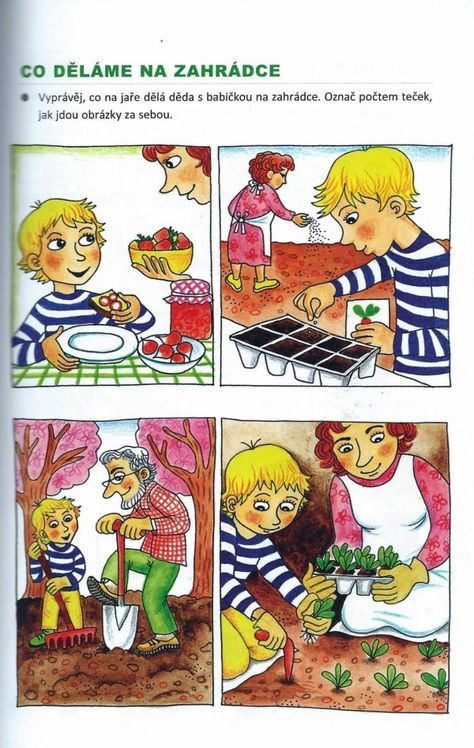 CO DĚLÁME NA ZAHRÁDCE
Vyprávěj, co na jaře dělá děda s babičkou na zahrádce. Označ počtem teček,
jak jdou obrázky za sebou.